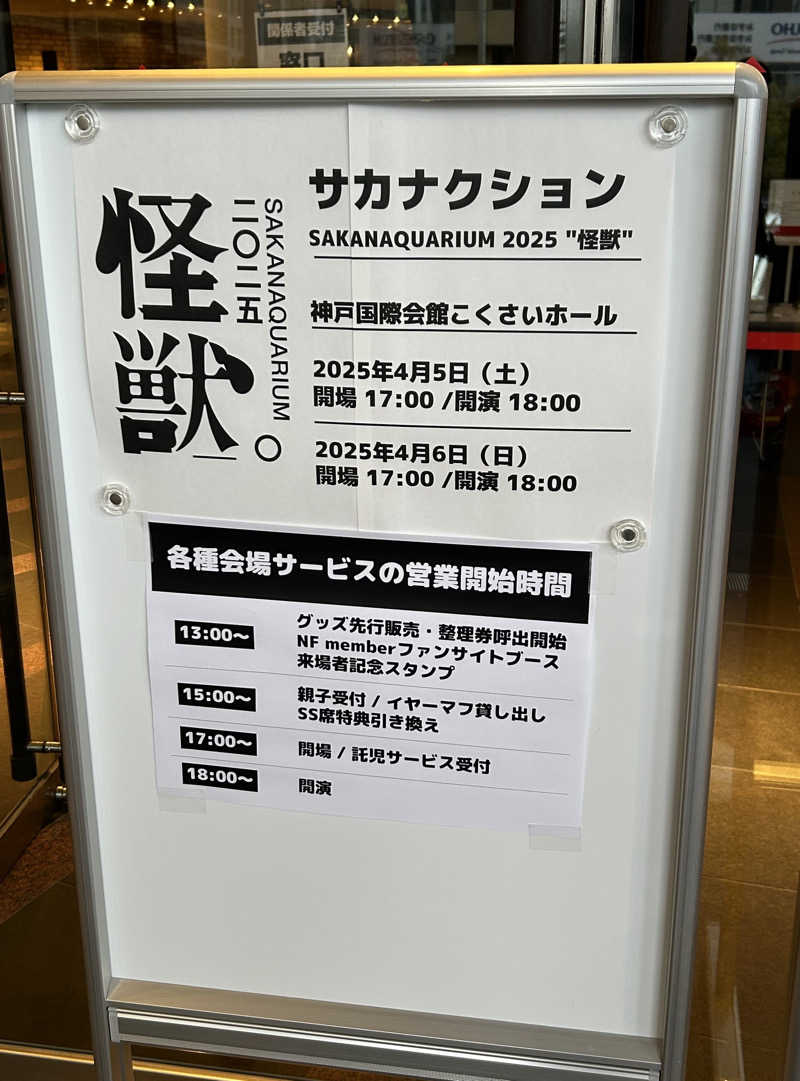 関係者受付
窓口
怪獣。
二〇二五
SAKANAQUARIUM
サカナクション
SAKANAQUARIUM 2025 "怪獣"
神戸国際会館こくさいホール
2025年4月5日（土）
開場 17:00 /開演 18:00
2025年4月6日（日）
開場 17:00 /開演 18:00
各種会場サービスの営業開始時間
13:00〜
グッズ先行販売・整理券呼出開始
NF memberファンサイトブース
来場者記念スタンプ
15:00〜
親子受付 / イヤーマフ貸し出し
SS席特典引き換え
17:00〜
開場 / 託児サービス受付
18:00〜
開演